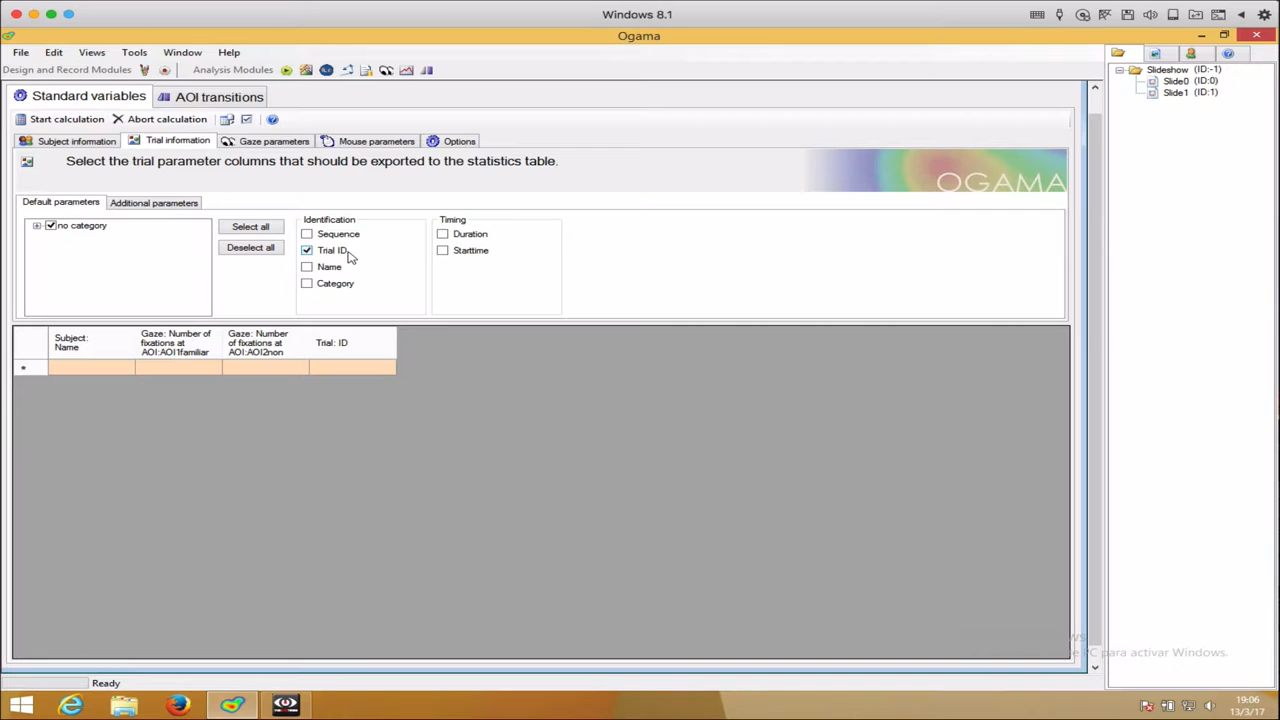 Windows 8.1
Ogama
File Edit Views Tools Window Help
Design and Record Modules Analysis Modules
Standard variables AOI transitions
Start calculation Abort calculation
Subject information Trial information Gaze parameters Mouse parameters Options
Select the trial parameter columns that should be exported to the statistics table.
OGAMA
Default parameters Additional parameters
no category
Select all
Deselect all
Identification
Sequence
Trial ID
Name
Category
Timing
Duration
Starttime
Subject:
Name
Gaze: Number of
fixations at
AOI:AOI1familiar
Gaze: Number
of fixations at
AOI:AOI2non
Trial: ID
*
Slideshow (ID:-1)
Slide0 (ID:0)
Slide1 (ID:1)
PC para activar Windows.
Ready
19:06
13/3/17